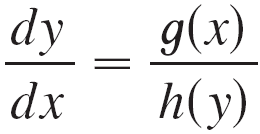 dy/dx = g(x)/h(y)